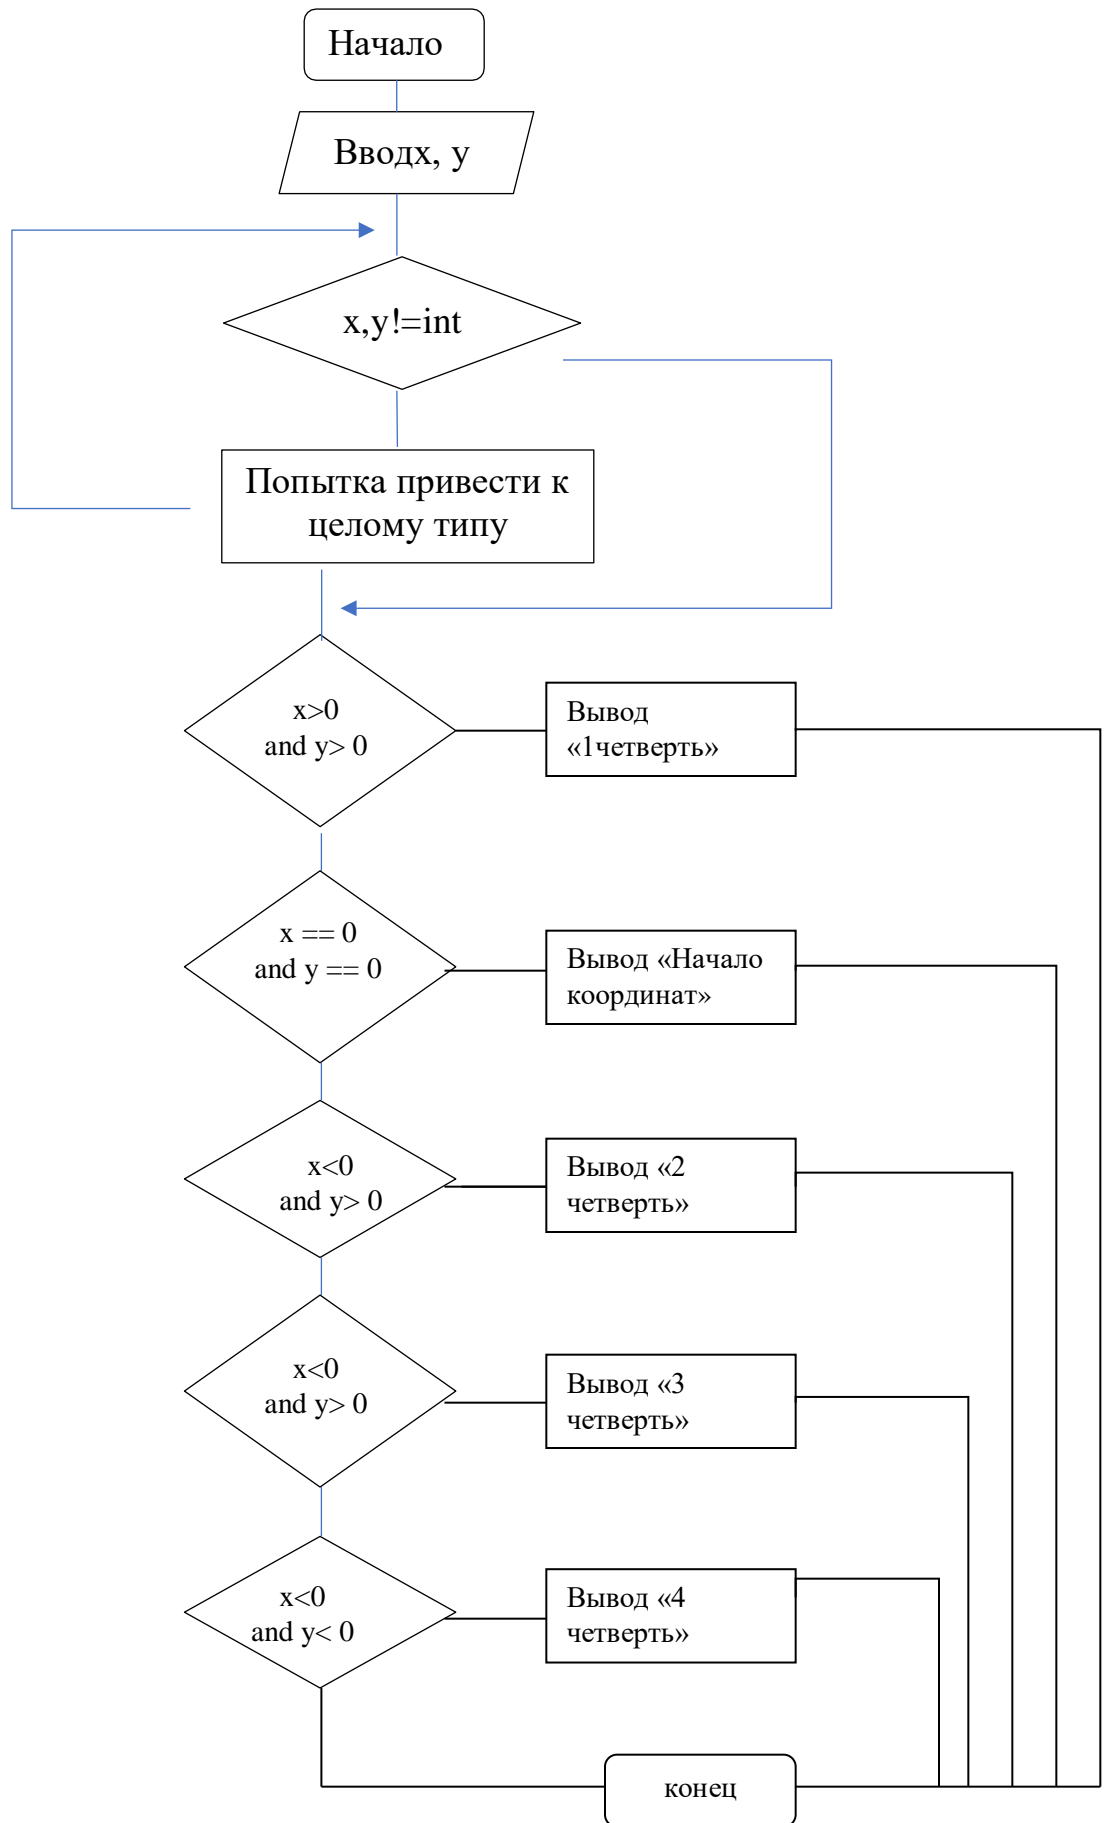 Начало
Вводx, y
x,y!=int
Попытка привести к
целому типу
x>0
and y> 0
Вывод
«1четверть»
x == 0
and y == 0
Вывод «Начало
координат»
x<0
and y> 0
Вывод «2
четверть»
x<0
and y> 0
Вывод «3
четверть»
x<0
and y< 0
Вывод «4
четверть»
конец